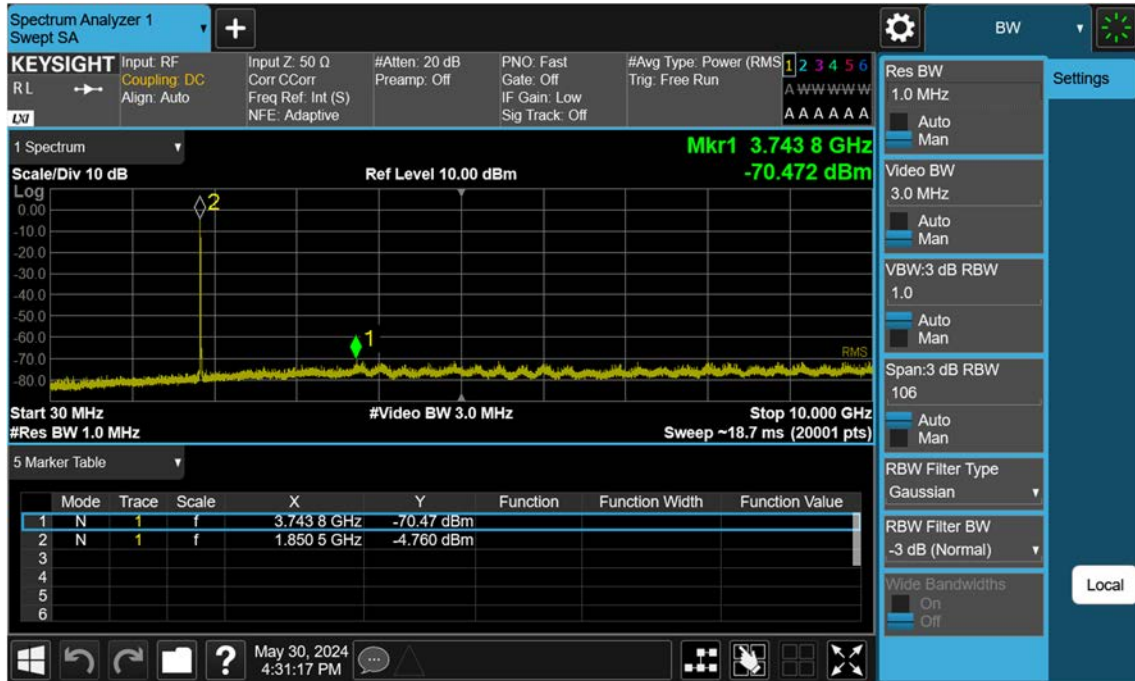 Spectrum Analyzer 1
Swept SA
+
BW
KEYSIGHT
R L
LXI
Input: RF
Coupling: DC
Align: Auto
Input Z: 50 Ω
Corr CCorr
Freq Ref: Int (S)
NFE: Adaptive
#Atten: 20 dB
Preamp: Off
PNO: Fast
Gate: Off
IF Gain: Low
Sig Track: Off
#Avg Type: Power (RMS
Trig: Free Run
1 2 3 4 5 6
A W W W W W
A A A A A A
1 Spectrum
Mkr1 3.743 8 GHz
Scale/Div 10 dB
Ref Level 10.00 dBm
-70.472 dBm
Log
0.00
-10.0
-20.0
-30.0
-40.0
-50.0
-60.0
-70.0
-80.0
2
1
RMS
Start 30 MHz
#Video BW 3.0 MHz
Stop 10.000 GHz
#Res BW 1.0 MHz
Sweep ~18.7 ms (20001 pts)
5 Marker Table
Mode Trace Scale X Y Function Function Width Function Value
1 N 1 f 3.743 8 GHz -70.47 dBm
2 N 1 f 1.850 5 GHz -4.760 dBm
3
4
5
6
?
May 30, 2024
4:31:17 PM
Res BW
1.0 MHz
Auto
Man
Video BW
3.0 MHz
Auto
Man
VBW:3 dB RBW
1.0
Auto
Man
Span:3 dB RBW
106
Auto
Man
RBW Filter Type
Gaussian
RBW Filter BW
-3 dB (Normal)
Wide Bandwidths
On
Off
Settings
Local